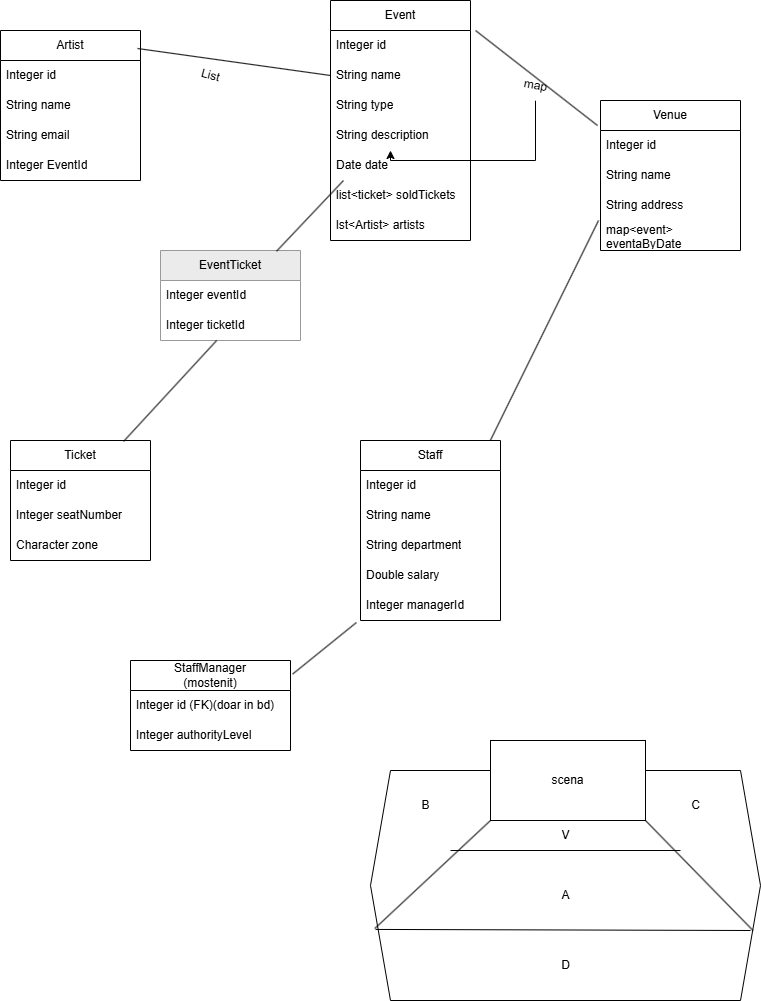 Event
Integer id
String name
String type
String description
Date date
list<ticket> soldTickets
lst<Artist> artists
Artist
Integer id
String name
String email
Integer EventId
List
map
Venue
Integer id
String name
String address
map<event>
eventaByDate
EventTicket
Integer eventId
Integer ticketId
Ticket
Integer id
Integer seatNumber
Character zone
Staff
Integer id
String name
String department
Double salary
Integer managerId
StaffManager
(mostenit)
Integer id (FK)(doar in bd)
Integer authorityLevel
scena
B
C
V
A
D